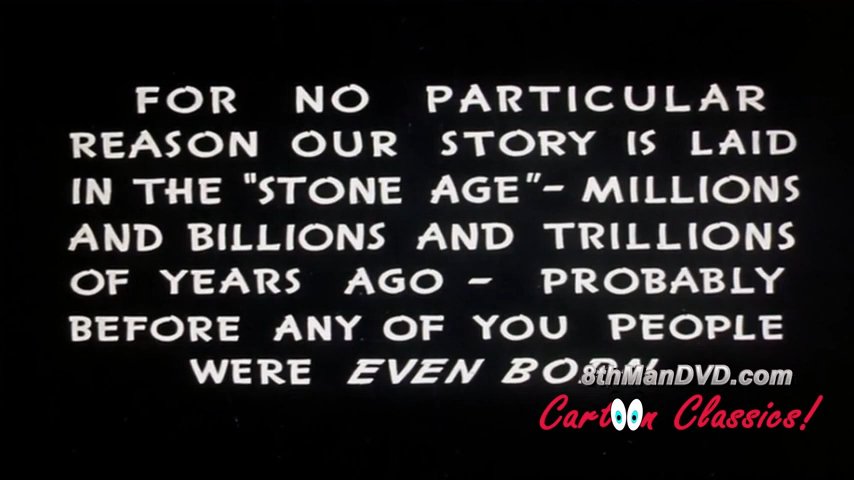 FOR NO PARTICULAR
REASON OUR STORY IS LAID
IN THE "STONE AGE"- MILLIONS
AND BILLIONS AND TRILLIONS
OF YEARS AGO - PROBABLY
BEFORE ANY OF YOU PEOPLE
WERE EVEN BORN
8thManDVD.com
Cartoon Classics!